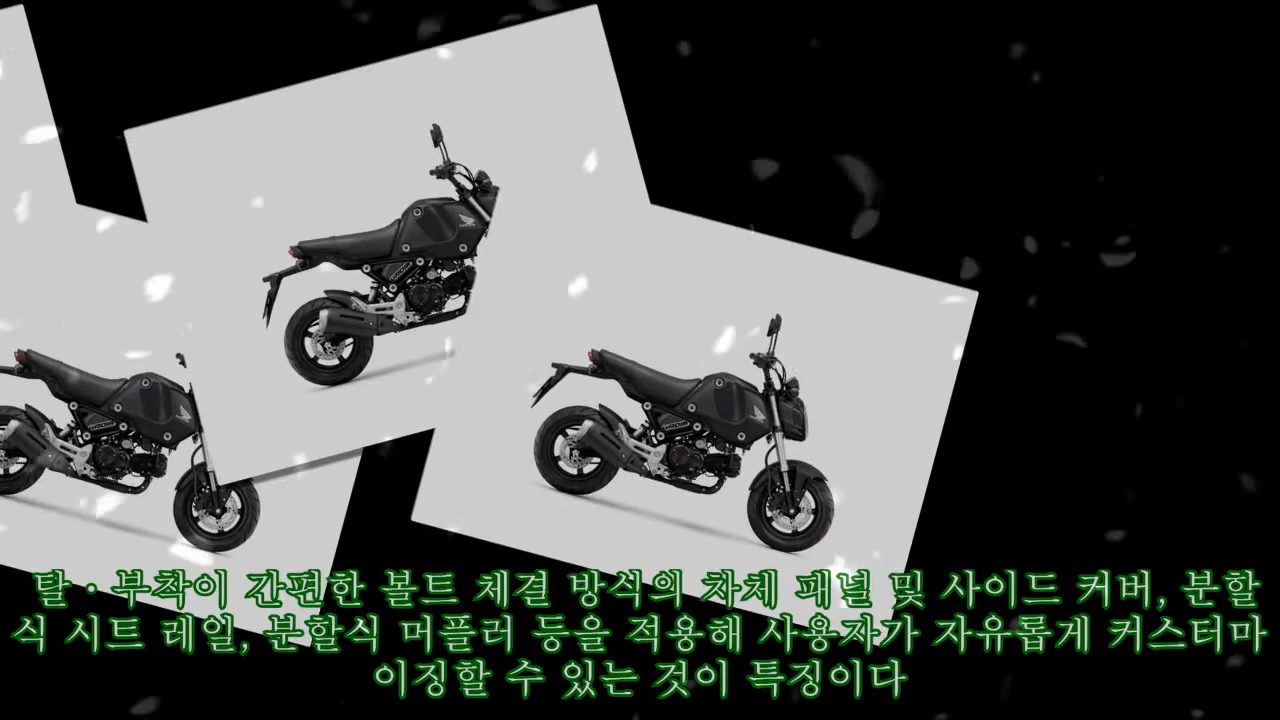 탈·부착이 간편한 볼트 체결 방식의 차체 패널 및 사이드 커버, 분할
식 시트 레일, 분할식 머플러 등을 적용해 사용자가 자유롭게 커스터마
이징할 수 있는 것이 특징이다